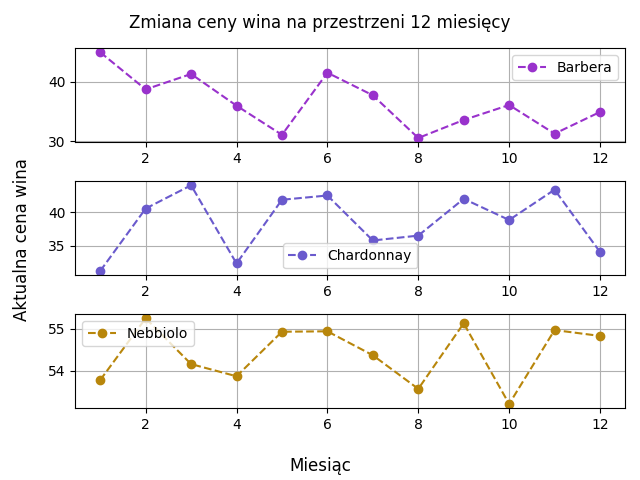 Zmiana ceny wina na przestrzeni 12 miesięcy
Aktualna cena wina
40
30
Barbera
2 4 6 8 10 12
40
35
Chardonnay
2 4 6 8 10 12
55
54
Nebbiolo
2 4 6 8 10 12
Miesiąc